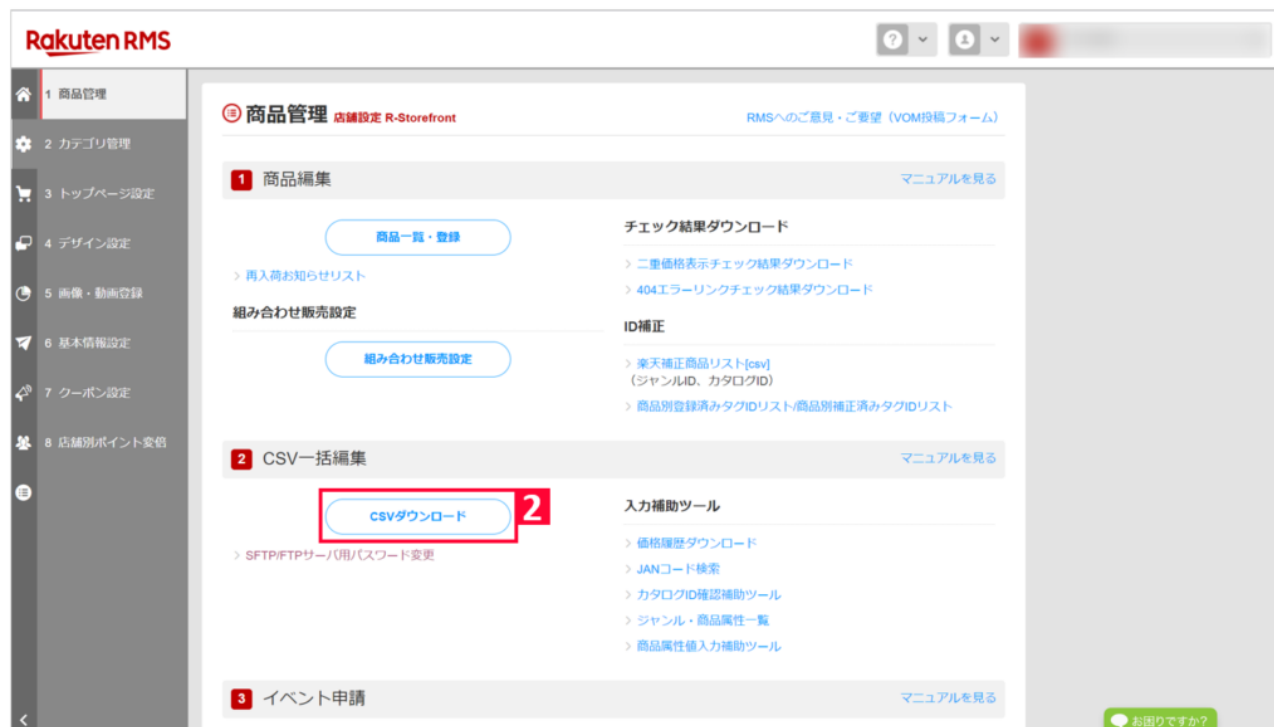 Rakuten RMS
1 商品管理
2 カテゴリ管理
3 トップページ設定
4 デザイン設定
5 画像・動画登録
6 基本情報設定
7 クーポン設定
8 店舗別ポイント変倍
商品管理 店舗設定 R-Storefront
RMSへのご意見・ご要望（VOM投稿フォーム）
1 商品編集
マニュアルを見る
商品一覧・登録
> 再入荷お知らせリスト
組み合わせ販売設定
組み合わせ販売設定
チェック結果ダウンロード
> 二重価格表示チェック結果ダウンロード
> 404エラーリンクチェック結果ダウンロード
ID補正
> 楽天補正商品リスト[csv]
（ジャンルID、カタログID）
> 商品別登録済みタグIDリスト/商品別補正済みタグIDリスト
2 CSV一括編集
マニュアルを見る
CSVダウンロード
2
> SFTP/FTPサーバ用パスワード変更
入力補助ツール
> 価格履歴ダウンロード
> JANコード検索
> カタログID確認補助ツール
> ジャンル・商品属性一覧
> 商品属性値入力補助ツール
3 イベント申請
マニュアルを見る
お困りですか?